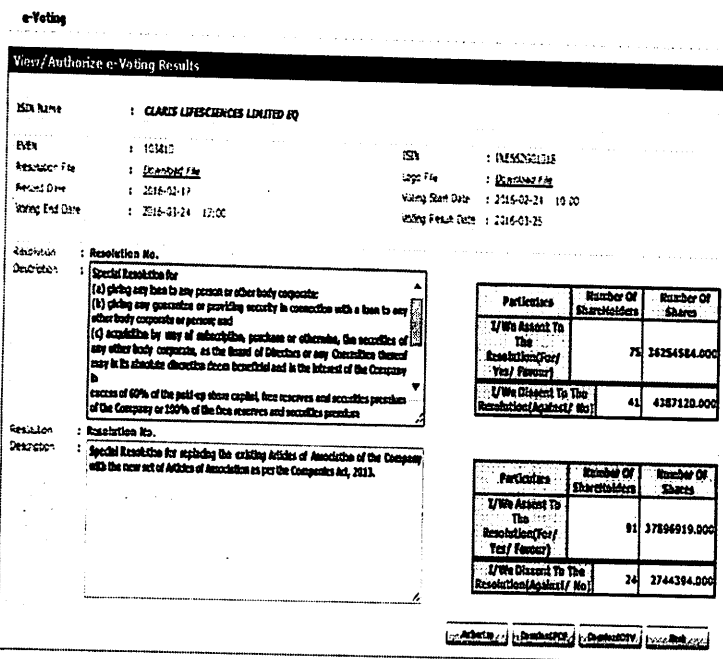 e-Voting
View/Authorize e-Voting Results
ISIN Name : CLARIS LIFESCIENCES LIMITED EQ
EVEN :
ISIN :
Resolution File : Download File
Logo File : Download File
Record Date : 2016-02-17
Voting Start Date : 2016-02-24 10:00
Voting End Date : 2016-03-24 17:00
Voting Result Date : 2016-03-25
Resolution : Resolution No.
Description : Special Resolution for
(a) giving any loan to any person or other body corporate;
(b) giving any guarantee or providing security in connection with a loan to any
other body corporate or person; and
(c) acquisition by way of subscription, purchase or otherwise, the securities of
any other body corporate, as the Board of Directors or any Committee thereof
may in its absolute discretion deem beneficial and in the interest of the Company
in
excess of 60% of the paid-up share capital, free reserves and securities premium
of the Company or 100% of the free reserves and securities premium
Particulars Number Of ShareHolders Number Of Shares
I/We Assent To
The
Resolution(For/
Yes/ Favour) 75 36254584.000
I/We Dissent To The
Resolution(Against/ No) 41 4387120.000
Resolution : Resolution No.
Description : Special Resolution for replacing the existing Articles of Association of the Company
with the new set of Articles of Association as per the Companies Act, 2013.
Particulars Number Of ShareHolders Number Of Shares
I/We Assent To
The
Resolution(For/
Yes/ Favour) 91 37896919.000
I/We Dissent To The
Resolution(Against/ No) 24 2744394.000